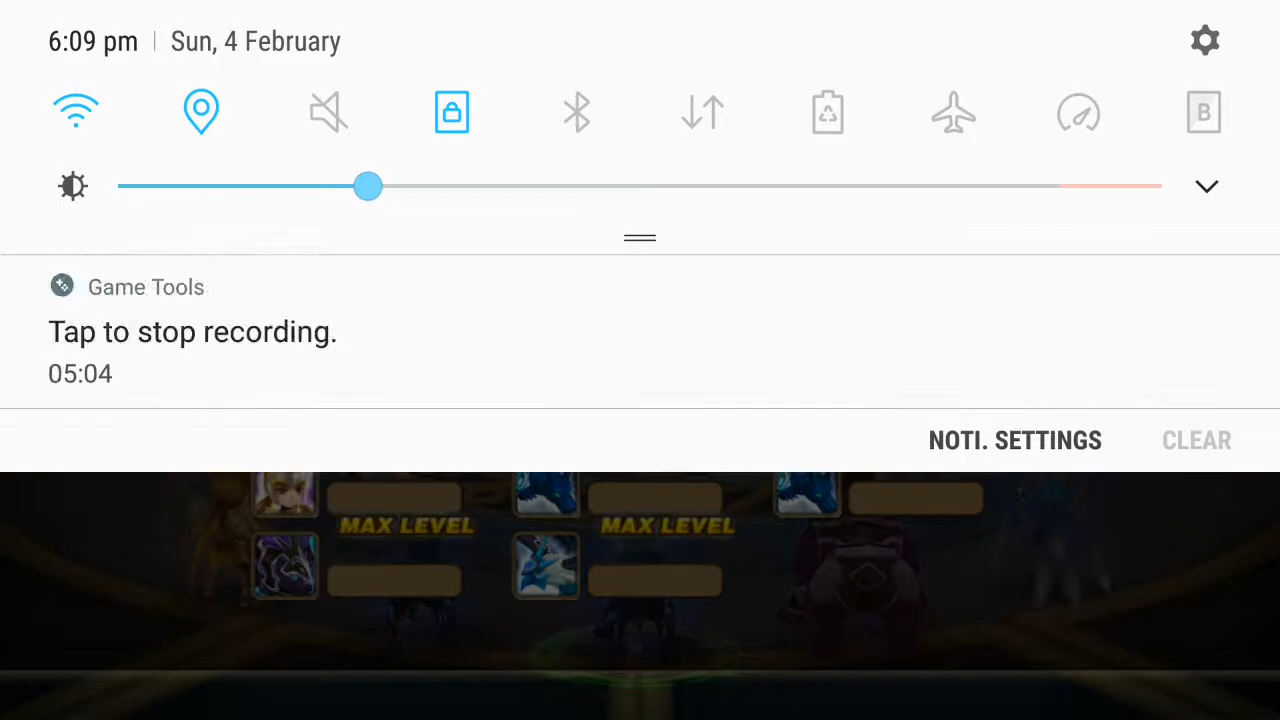 6:09 pm | Sun, 4 February
B
Game Tools
Tap to stop recording.
05:04
NOTI. SETTINGS CLEAR
MAX LEVEL MAX LEVEL